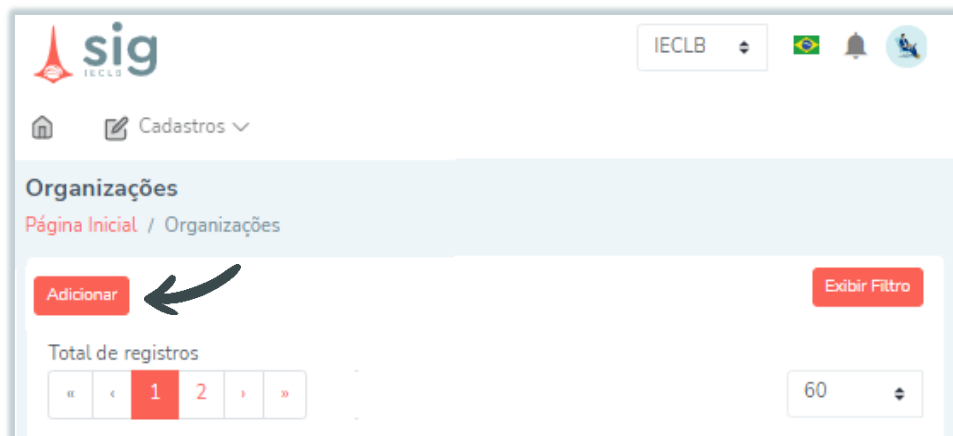 sig
IECLB
IECLB
Cadastros
Organizações
Página Inicial / Organizações
Adicionar
Exibir Filtro
Total de registros
« ‹ 1 2 › »
60